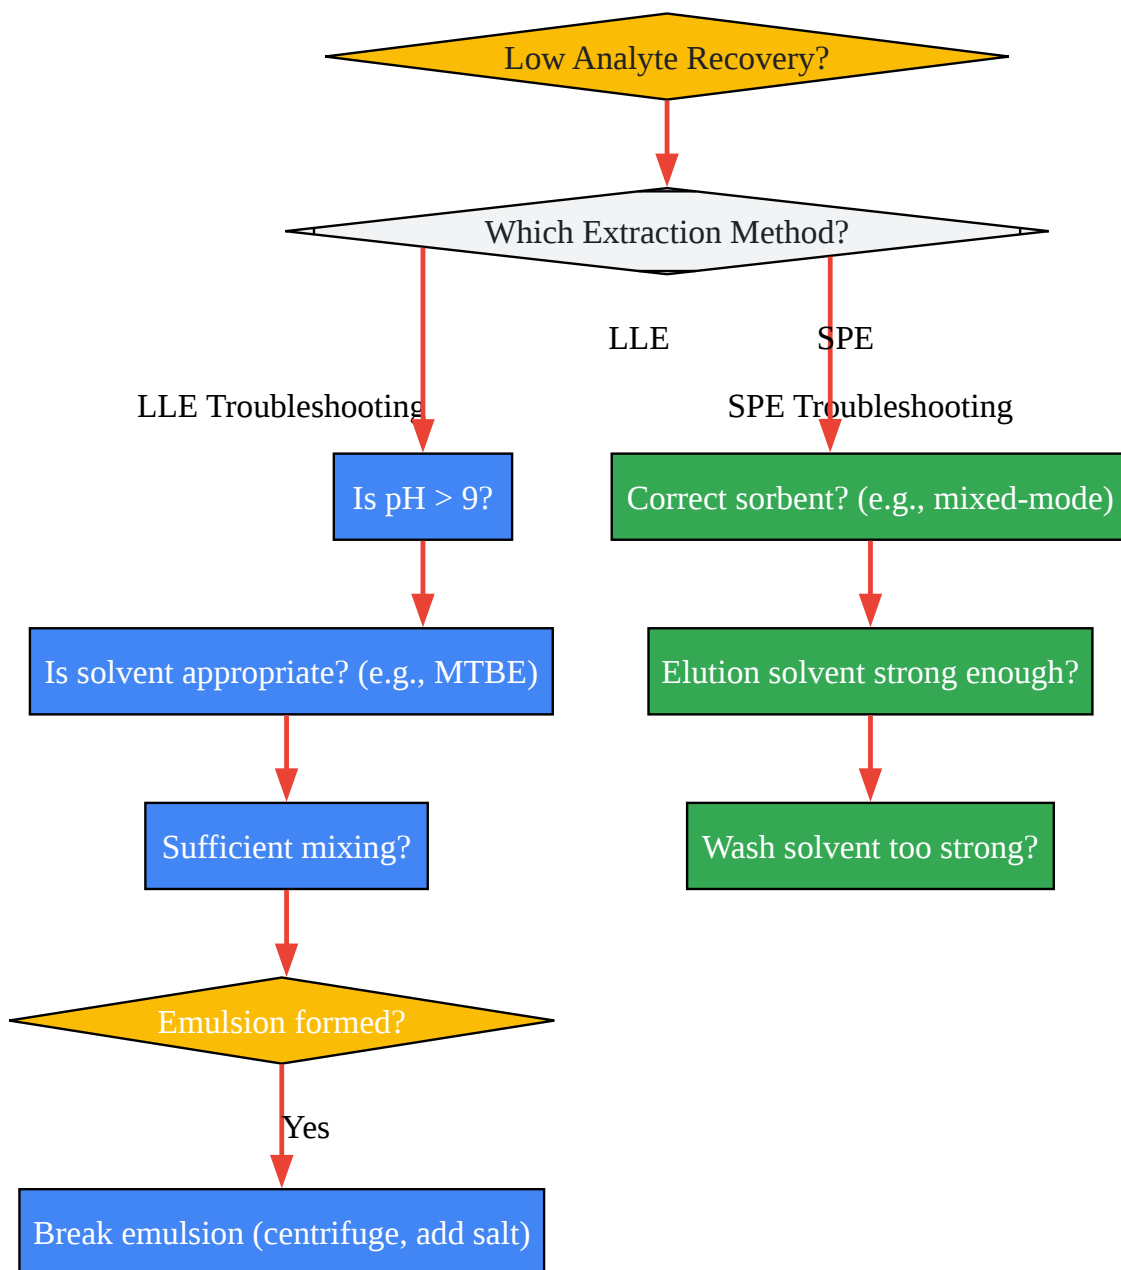 Low Analyte Recovery?
Which Extraction Method?
LLE
SPE
LLE Troubleshooting
SPE Troubleshooting
Is pH > 9?
Correct sorbent? (e.g., mixed-mode)
Is solvent appropriate? (e.g., MTBE)
Elution solvent strong enough?
Sufficient mixing?
Wash solvent too strong?
Emulsion formed?
Yes
Break emulsion (centrifuge, add salt)